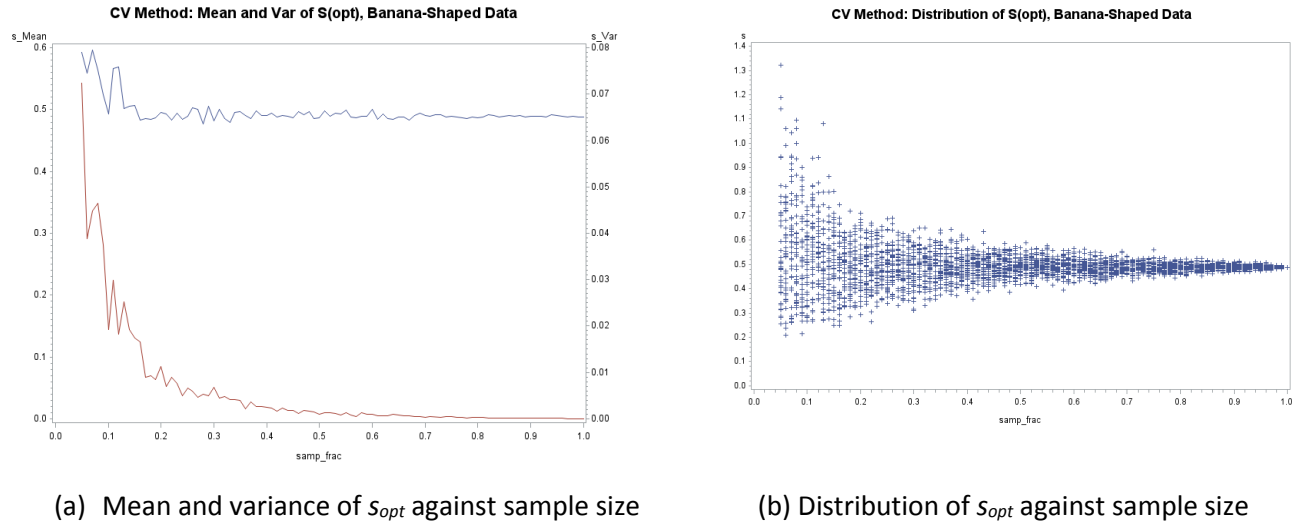 CV Method: Mean and Var of S(opt), Banana-Shaped Data
s_Mean
s_Var
0.6
0.5
0.4
0.3
0.2
0.1
0.0
0.08
0.07
0.06
0.05
0.04
0.03
0.02
0.01
0.00
0.0 0.1 0.2 0.3 0.4 0.5 0.6 0.7 0.8 0.9 1.0
samp_frac
(a) Mean and variance of sopt against sample size
CV Method: Distribution of S(opt), Banana-Shaped Data
s
1.4
1.3
1.2
1.1
1.0
0.9
0.8
0.7
0.6
0.5
0.4
0.3
0.2
0.1
0.0
0.0 0.1 0.2 0.3 0.4 0.5 0.6 0.7 0.8 0.9 1.0
samp_frac
(b) Distribution of sopt against sample size